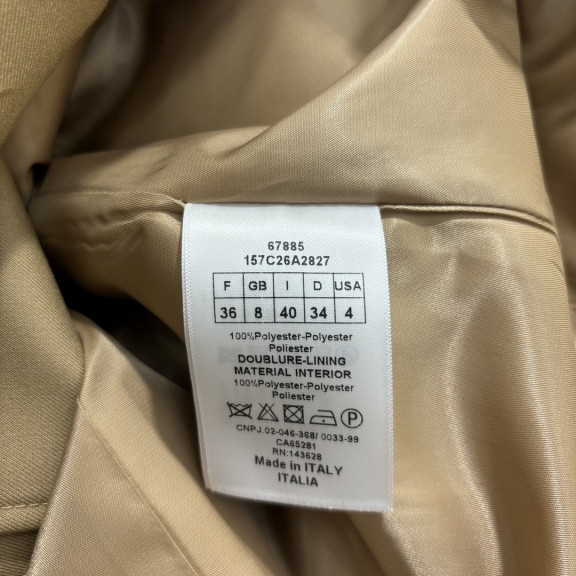 67885
157C26A2827
F GB I D USA
36 8 40 34 4
100%Polyester-Polyester
Poliester
DOUBLURE-LINING
MATERIAL INTERIOR
100%Polyester-Polyester
Poliester
P
CNPJ.02-046-368/ 0033-99
CA65281
RN:143628
Made in ITALY
ITALIA